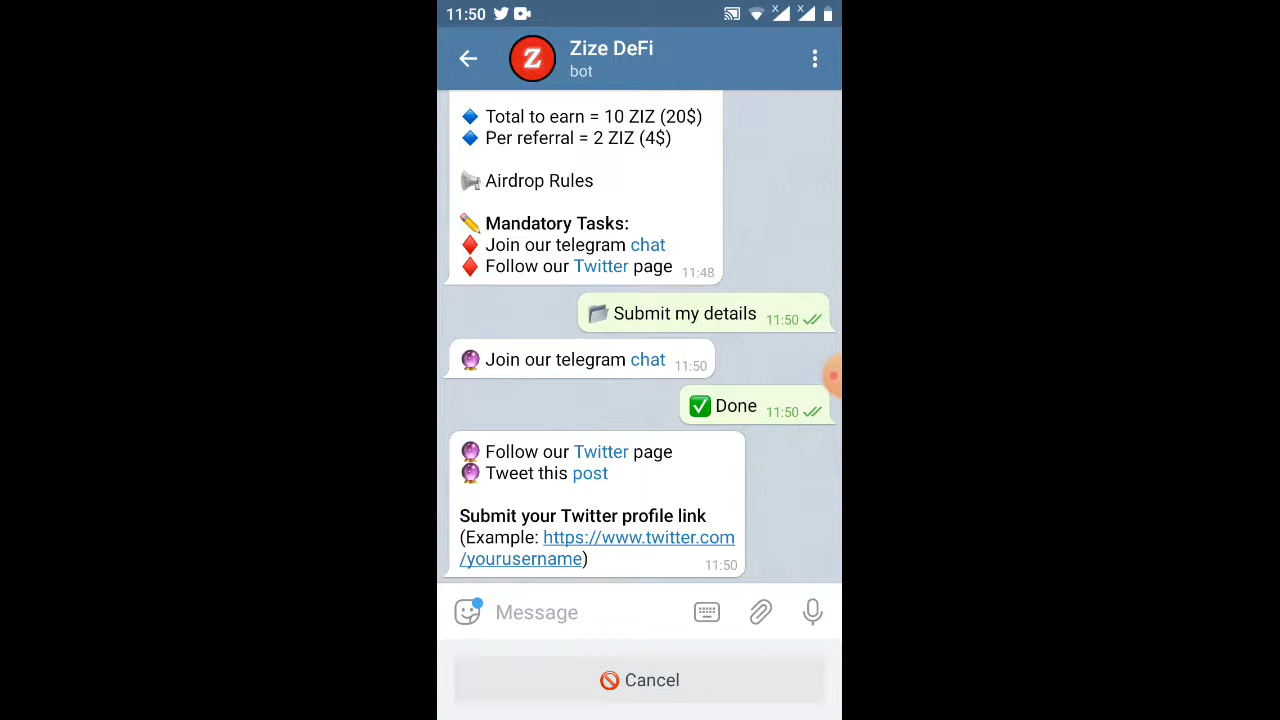 11:50
Z
Zize DeFi
bot
Total to earn = 10 ZIZ (20$)
Per referral = 2 ZIZ (4$)
Airdrop Rules
Mandatory Tasks:
Join our telegram chat
Follow our Twitter page 11:48
Submit my details 11:50
Join our telegram chat 11:50
Done 11:50
Follow our Twitter page
Tweet this post
Submit your Twitter profile link
(Example: https://www.twitter.com
/yourusername) 11:50
Message
Cancel